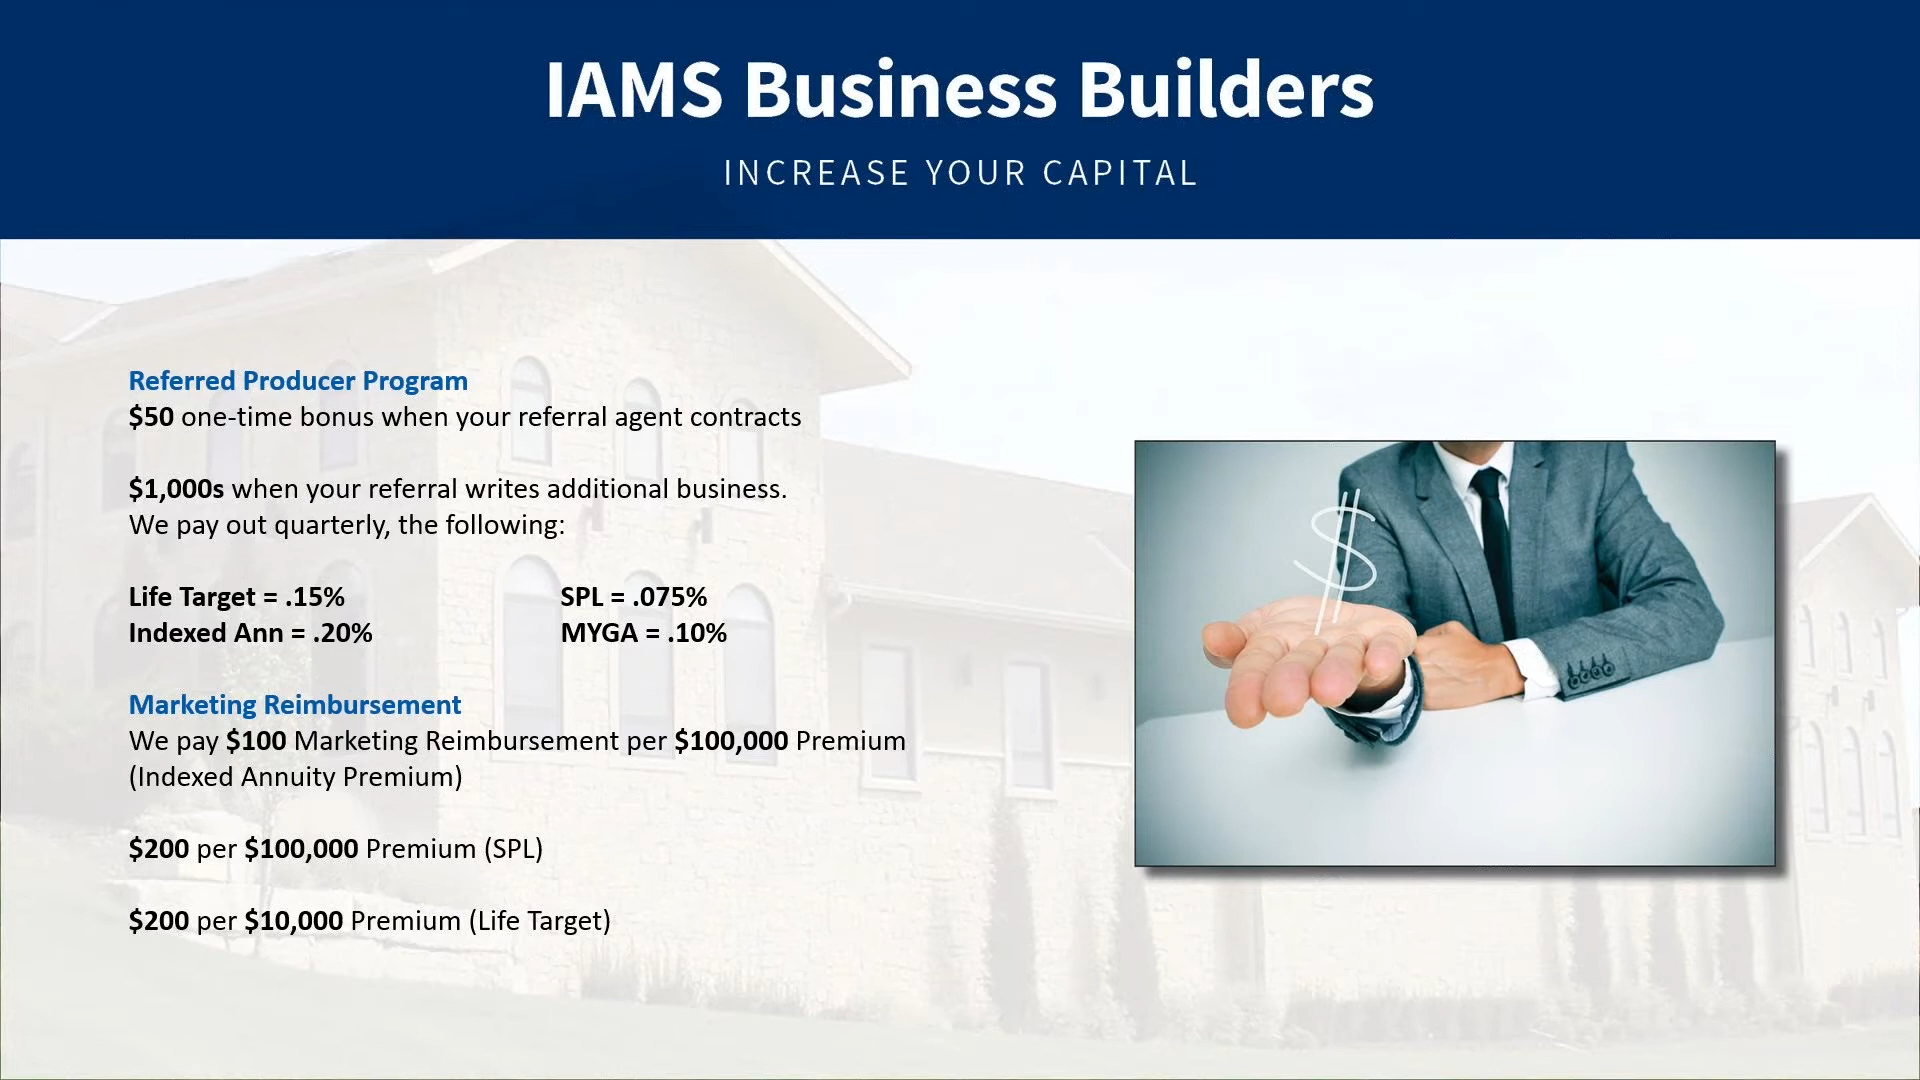 IAMS Business Builders
INCREASE YOUR CAPITAL
Referred Producer Program
$50 one-time bonus when your referral agent contracts
$1,000s when your referral writes additional business.
We pay out quarterly, the following:
Life Target = .15% SPL = .075%
Indexed Ann = .20% MYGA = .10%
Marketing Reimbursement
We pay $100 Marketing Reimbursement per $100,000 Premium
(Indexed Annuity Premium)
$200 per $100,000 Premium (SPL)
$200 per $10,000 Premium (Life Target)
$